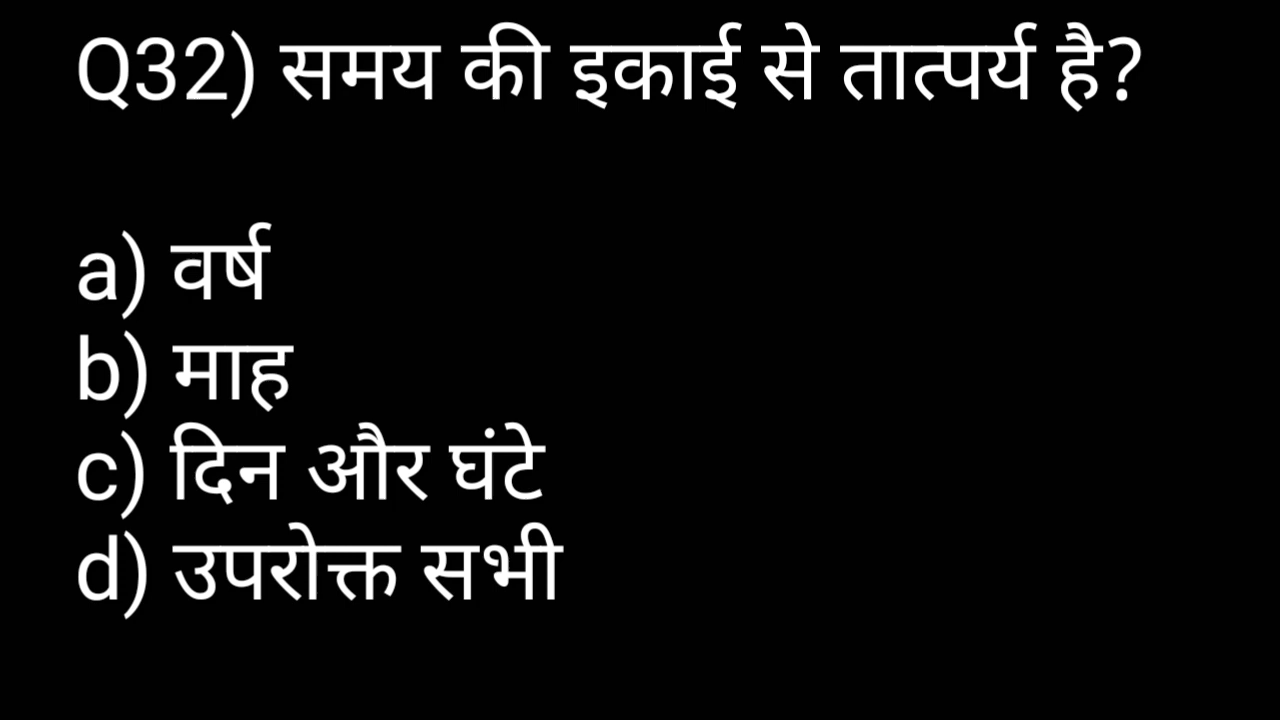 Q32) समय की इकाई से तात्पर्य है?
a) वर्ष
b) माह
c) दिन और घंटे
d) उपरोक्त सभी